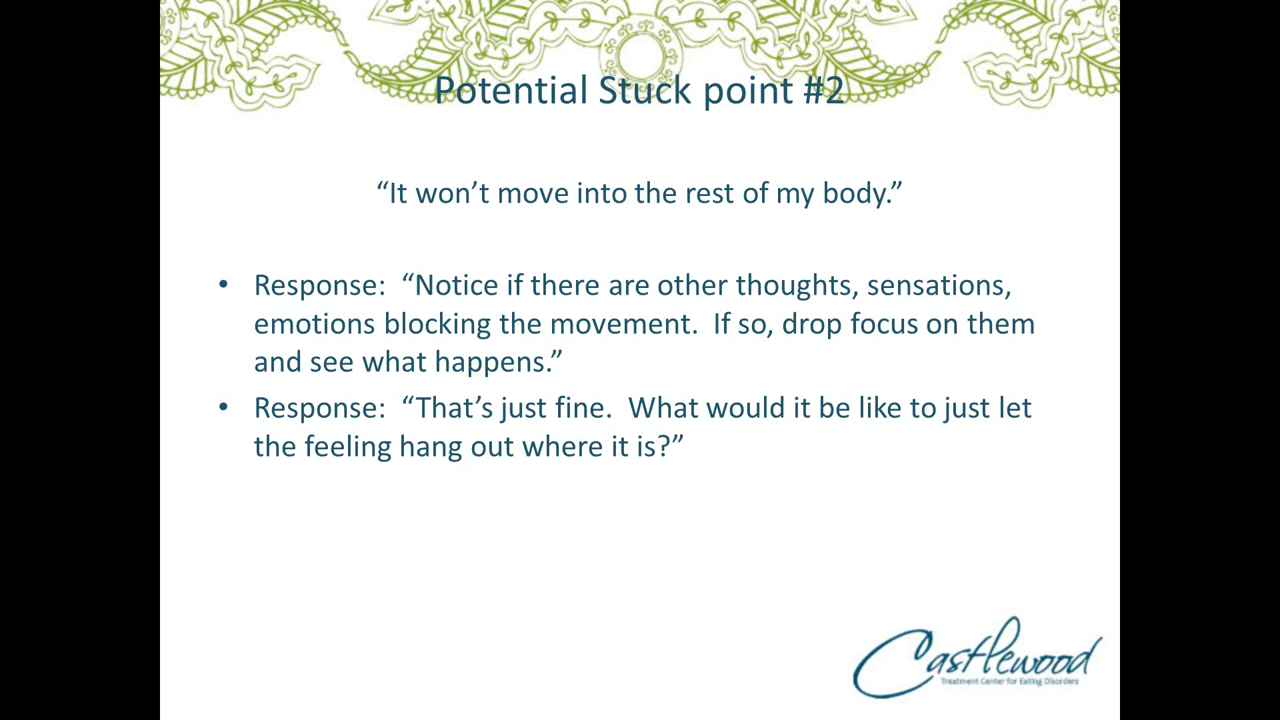 Potential Stuck point #2
“It won’t move into the rest of my body.”
• Response:  “Notice if there are other thoughts, sensations,
emotions blocking the movement.  If so, drop focus on them
and see what happens.”
• Response:  “That’s just fine.  What would it be like to just let
the feeling hang out where it is?”
Castlewood
Treatment Center for Eating Disorders